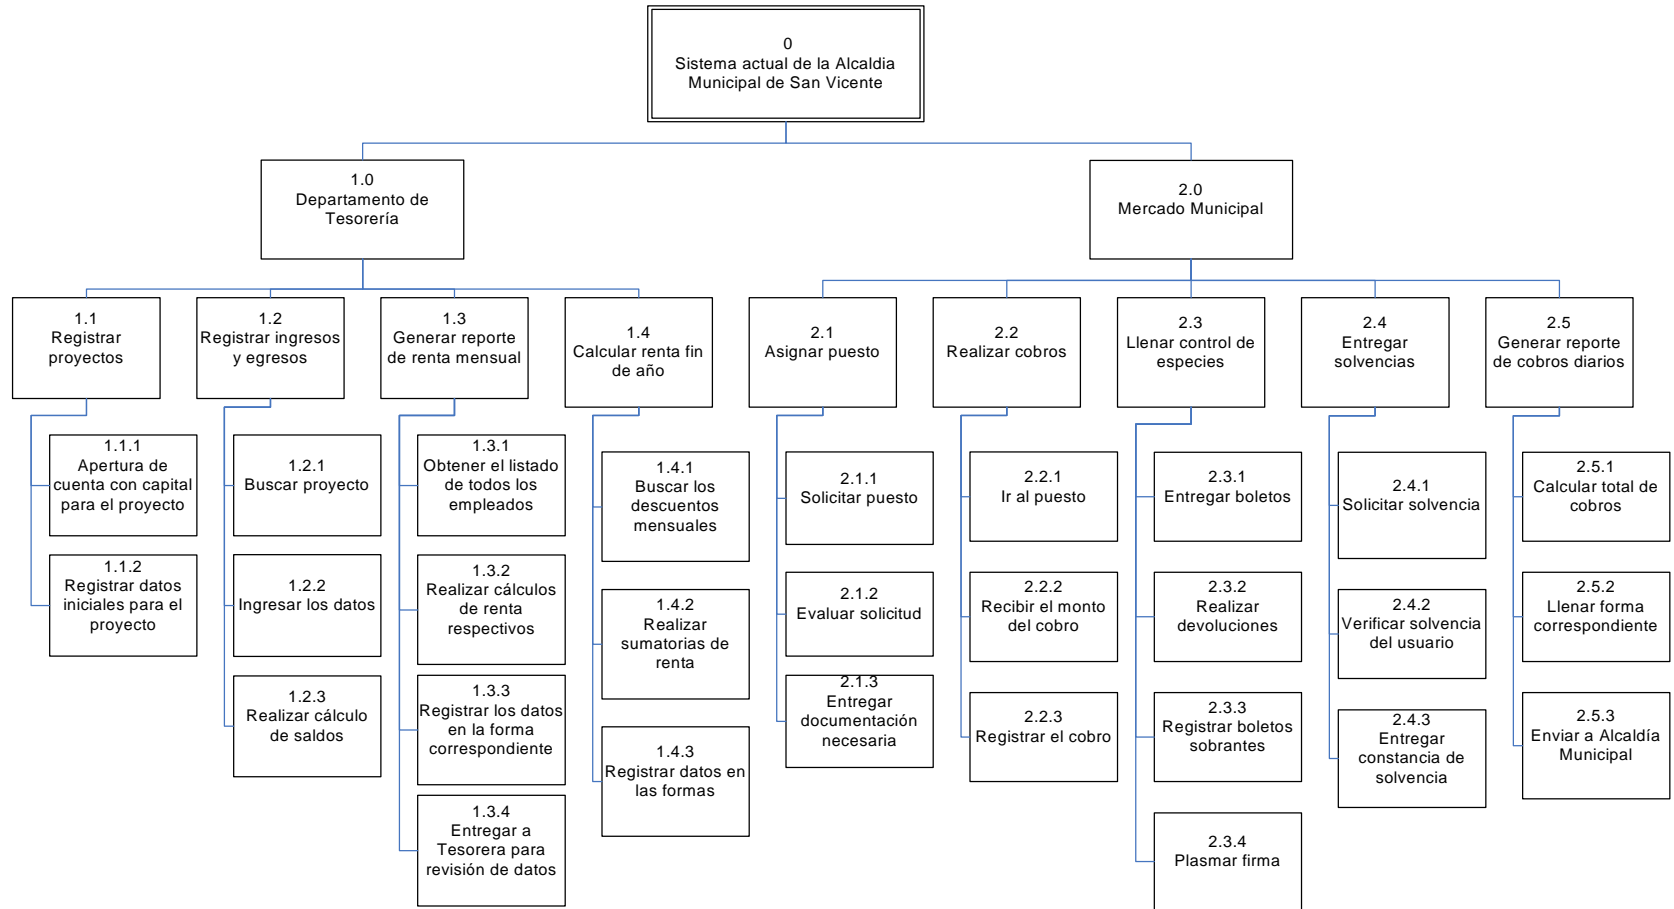 0
Sistema actual de la Alcaldia
Municipal de San Vicente
1.0
Departamento de
Tesorería
2.0
Mercado Municipal
1.1
Registrar
proyectos
1.2
Registrar ingresos
y egresos
1.3
Generar reporte
de renta mensual
1.4
Calcular renta fin
de año
2.1
Asignar puesto
2.2
Realizar cobros
2.3
Llenar control de
especies
2.4
Entregar
solvencias
2.5
Generar reporte
de cobros diarios
1.1.1
Apertura de
cuenta con capital
para el proyecto
1.1.2
Registrar datos
iniciales para el
proyecto
1.2.1
Buscar proyecto
1.2.2
Ingresar los datos
1.2.3
Realizar cálculo
de saldos
1.3.1
Obtener el listado
de todos los
empleados
1.3.2
Realizar cálculos
de renta
respectivos
1.3.3
Registrar los datos
en la forma
correspondiente
1.3.4
Entregar a
Tesorera para
revisión de datos
1.4.1
Buscar los
descuentos
mensuales
1.4.2
Realizar
sumatorias de
renta
1.4.3
Registrar datos en
las formas
2.1.1
Solicitar puesto
2.1.2
Evaluar solicitud
2.1.3
Entregar
documentación
necesaria
2.2.1
Ir al puesto
2.2.2
Recibir el monto
del cobro
2.2.3
Registrar el cobro
2.3.1
Entregar boletos
2.3.2
Realizar
devoluciones
2.3.3
Registrar boletos
sobrantes
2.3.4
Plasmar firma
2.4.1
Solicitar solvencia
2.4.2
Verificar solvencia
del usuario
2.4.3
Entregar
constancia de
solvencia
2.5.1
Calcular total de
cobros
2.5.2
Llenar forma
correspondiente
2.5.3
Enviar a Alcaldía
Municipal